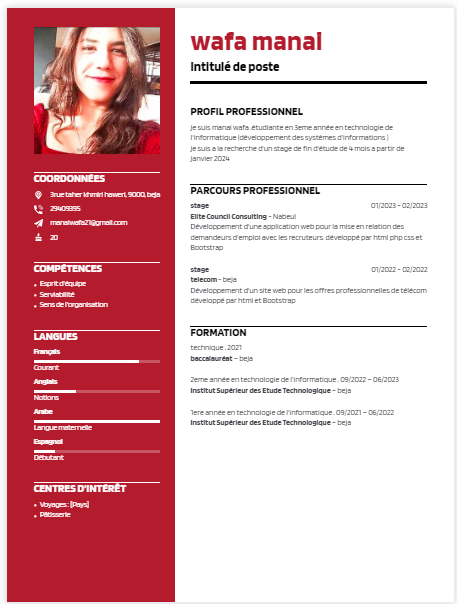 wafa manai
Intitulé de poste
PROFIL PROFESSIONNEL
je suis manai wafa ,étudiante en 3eme année en technologie de
l'informatique (développement des systèmes d'informations )
je suis a la recherche d'un stage de fin d'étude de 4 mois a partir de
janvier 2024
PARCOURS PROFESSIONNEL
stage 01/2023 - 02/2023
Elite Council Consulting - Nabeul
Développement d'une application web pour la mise en relation des
demandeurs d'emploi avec les recruteurs. développé par html php css et
Bootstrap
stage 01/2022 - 02/2022
telecom - beja
Développement d'un site web pour les offres professionnelles de télécom
développé par html et Bootstrap
FORMATION
technique , 2021
baccalauréat - beja
2eme année en technologie de l'informatique , 09/2022 - 06/2023
Institut Supérieur des Etude Technologique - beja
1ere année en technologie de l'informatique , 09/2021 - 06/2022
Institut Supérieur des Etude Technologique - beja
COORDONNÉES
3rue taher khmiri haweri, 9000, beja
29409395
manaiwafa21@gmail.com
20
COMPÉTENCES
Esprit d'équipe
Serviabilité
Sens de l'organisation
LANGUES
Français
Courant
Anglais
Notions
Arabe
Langue maternelle
Espagnol
Débutant
CENTRES D'INTÉRÊT
Voyages : [Pays]
Pâtisserie